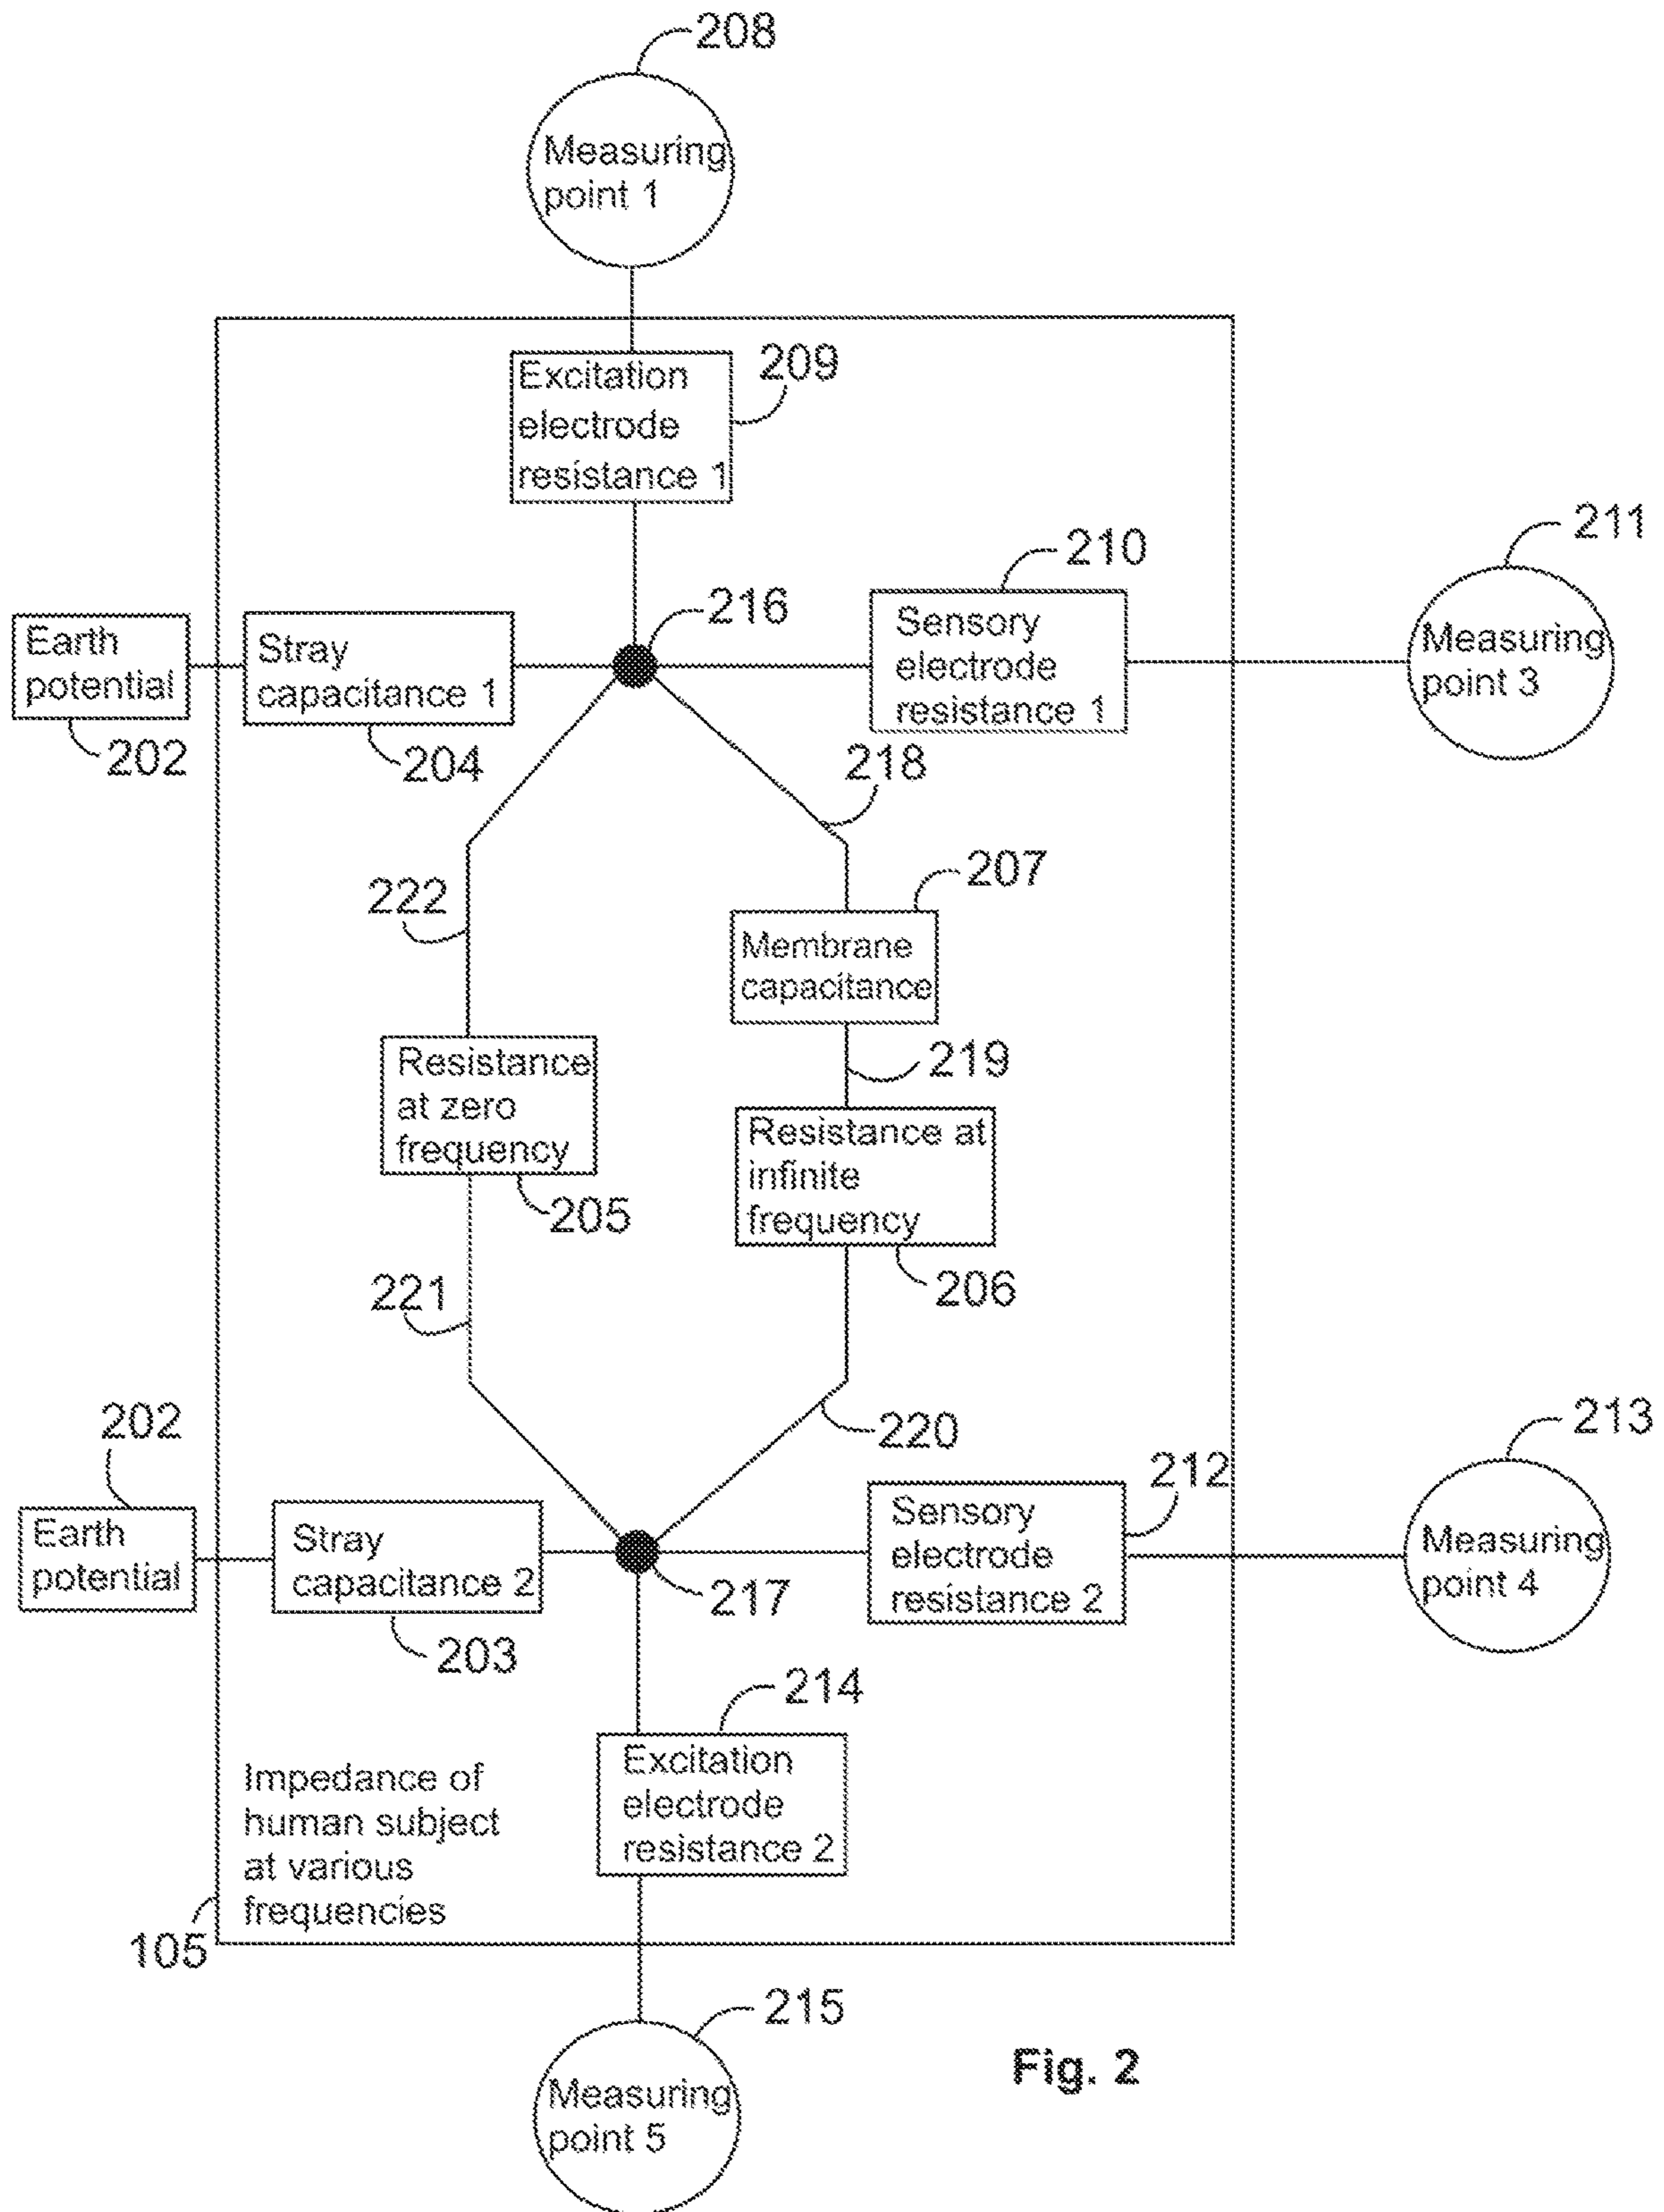 208
Measuring
point 1
209
Excitation
electrode
resistance 1
210
211
216
Earth
potential
202
Stray
capacitance 1
204
Sensory
electrode
resistance 1
Measuring
point 3
218
222
207
Membrane
capacitance
219
Resistance
at zero
frequency
205
Resistance at
infinite
frequency
206
221
220
202
212
213
Earth
potential
Stray
capacitance 2
203
217
Sensory
electrode
resistance 2
Measuring
point 4
214
Excitation
electrode
resistance 2
Impedance of
human subject
at various
frequencies
105
215
Measuring
point 5
Fig. 2